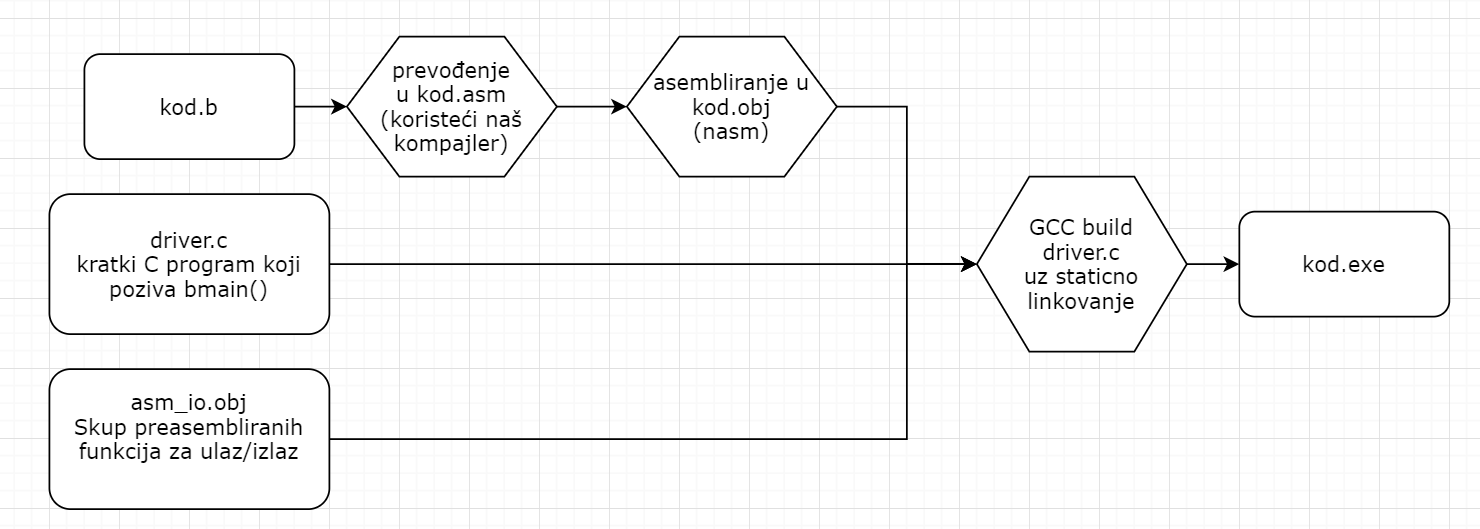 kod.b
prevođenje
u kod.asm
(koristeći naš
kompajler)
asembliranje u
kod.obj
(nasm)
driver.c
kratki C program koji
poziva bmain()
asm_io.obj
Skup preasembliranih
funkcija za ulaz/izlaz
GCC build
driver.c
uz staticno
linkovanje
kod.exe